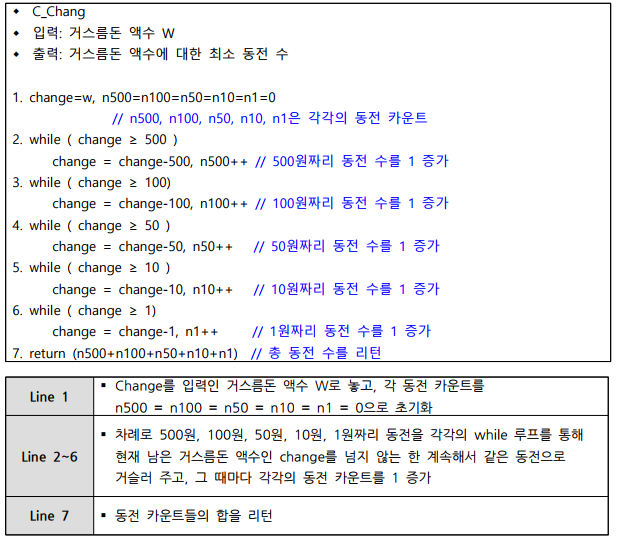 ◆ C_Chang
◆ 입력: 거스름돈 액수 W
◆ 출력: 거스름돈 액수에 대한 최소 동전 수
1. change=w, n500=n100=n50=n10=n1=0
// n500, n100, n50, n10, n1은 각각의 동전 카운트
2. while ( change ≥ 500 )
change = change-500, n500++ // 500원짜리 동전 수를 1 증가
3. while ( change ≥ 100)
change = change-100, n100++ // 100원짜리 동전 수를 1 증가
4. while ( change ≥ 50 )
change = change-50, n50++ // 50원짜리 동전 수를 1 증가
5. while ( change ≥ 10 )
change = change-10, n10++ // 10원짜리 동전 수를 1 증가
6. while ( change ≥ 1)
change = change-1, n1++ // 1원짜리 동전 수를 1 증가
7. return (n500+n100+n50+n10+n1) // 총 동전 수를 리턴
Line 1
▪ Change를 입력인 거스름돈 액수 W로 놓고, 각 동전 카운트를
n500 = n100 = n50 = n10 = n1 = 0으로 초기화
Line 2~6
▪ 차례로 500원, 100원, 50원, 10원, 1원짜리 동전을 각각의 while 루프를 통해
현재 남은 거스름돈 액수인 change를 넘지 않는 한 계속해서 같은 동전으로
거슬러 주고, 그 때마다 각각의 동전 카운트를 1 증가
Line 7
▪ 동전 카운트들의 합을 리턴